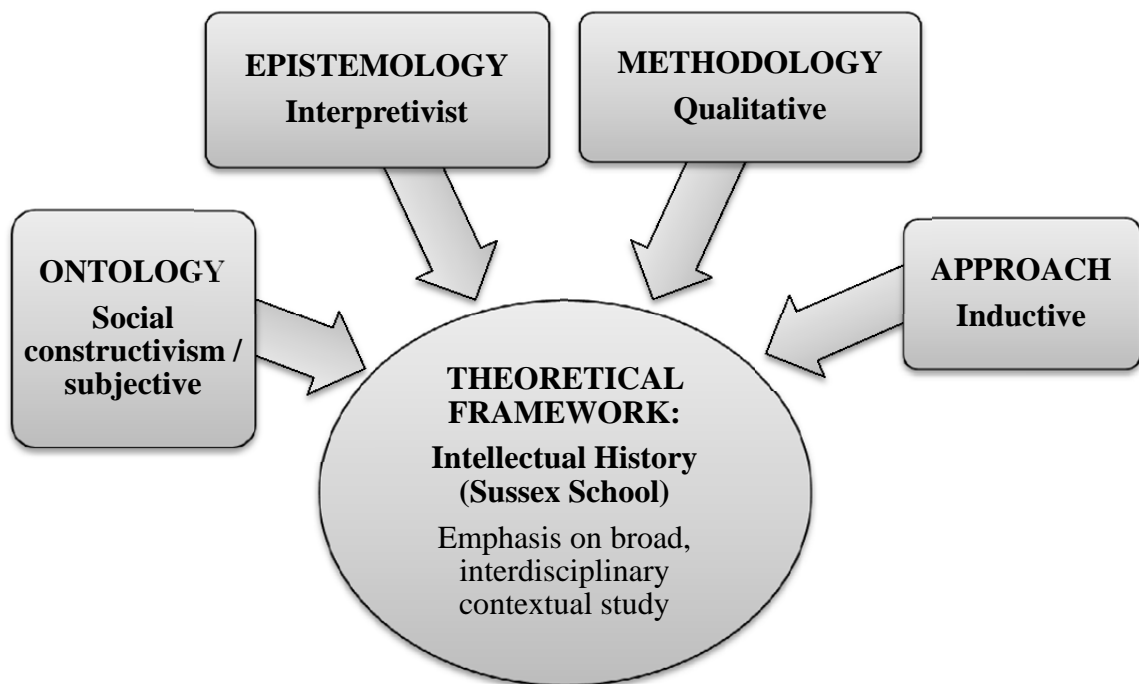 EPISTEMOLOGY
Interpretivist
METHODOLOGY
Qualitative
ONTOLOGY
Social
constructivism /
subjective
APPROACH
Inductive
THEORETICAL
FRAMEWORK:
Intellectual History
(Sussex School)
Emphasis on broad,
interdisciplinary
contextual study